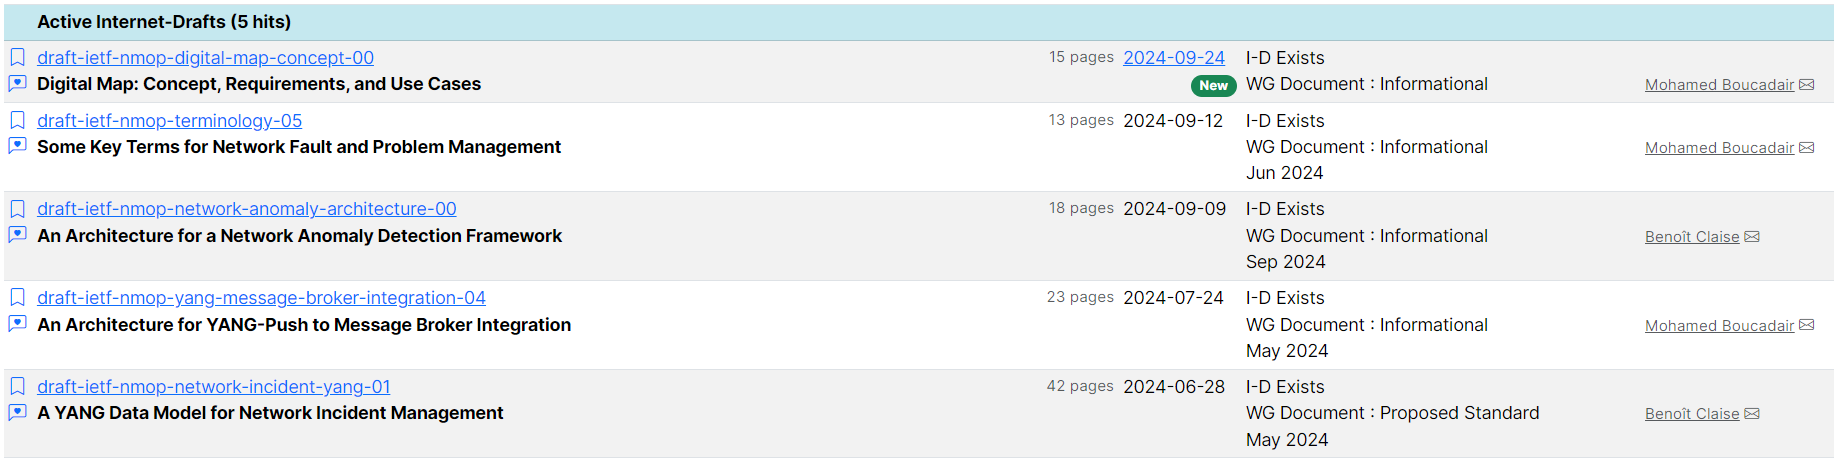 Active Internet-Drafts (5 hits)
draft-ietf-nmop-digital-map-concept-00 15 pages 2024-09-24 I-D Exists
Digital Map: Concept, Requirements, and Use Cases New WG Document : Informational Mohamed Boucadair
draft-ietf-nmop-terminology-05 13 pages 2024-09-12 I-D Exists
Some Key Terms for Network Fault and Problem Management WG Document : Informational Mohamed Boucadair
Jun 2024
draft-ietf-nmop-network-anomaly-architecture-00 18 pages 2024-09-09 I-D Exists
An Architecture for a Network Anomaly Detection Framework WG Document : Informational Benoît Claise
Sep 2024
draft-ietf-nmop-yang-message-broker-integration-04 23 pages 2024-07-24 I-D Exists
An Architecture for YANG-Push to Message Broker Integration WG Document : Informational Mohamed Boucadair
May 2024
draft-ietf-nmop-network-incident-yang-01 42 pages 2024-06-28 I-D Exists
A YANG Data Model for Network Incident Management WG Document : Proposed Standard Benoît Claise
May 2024